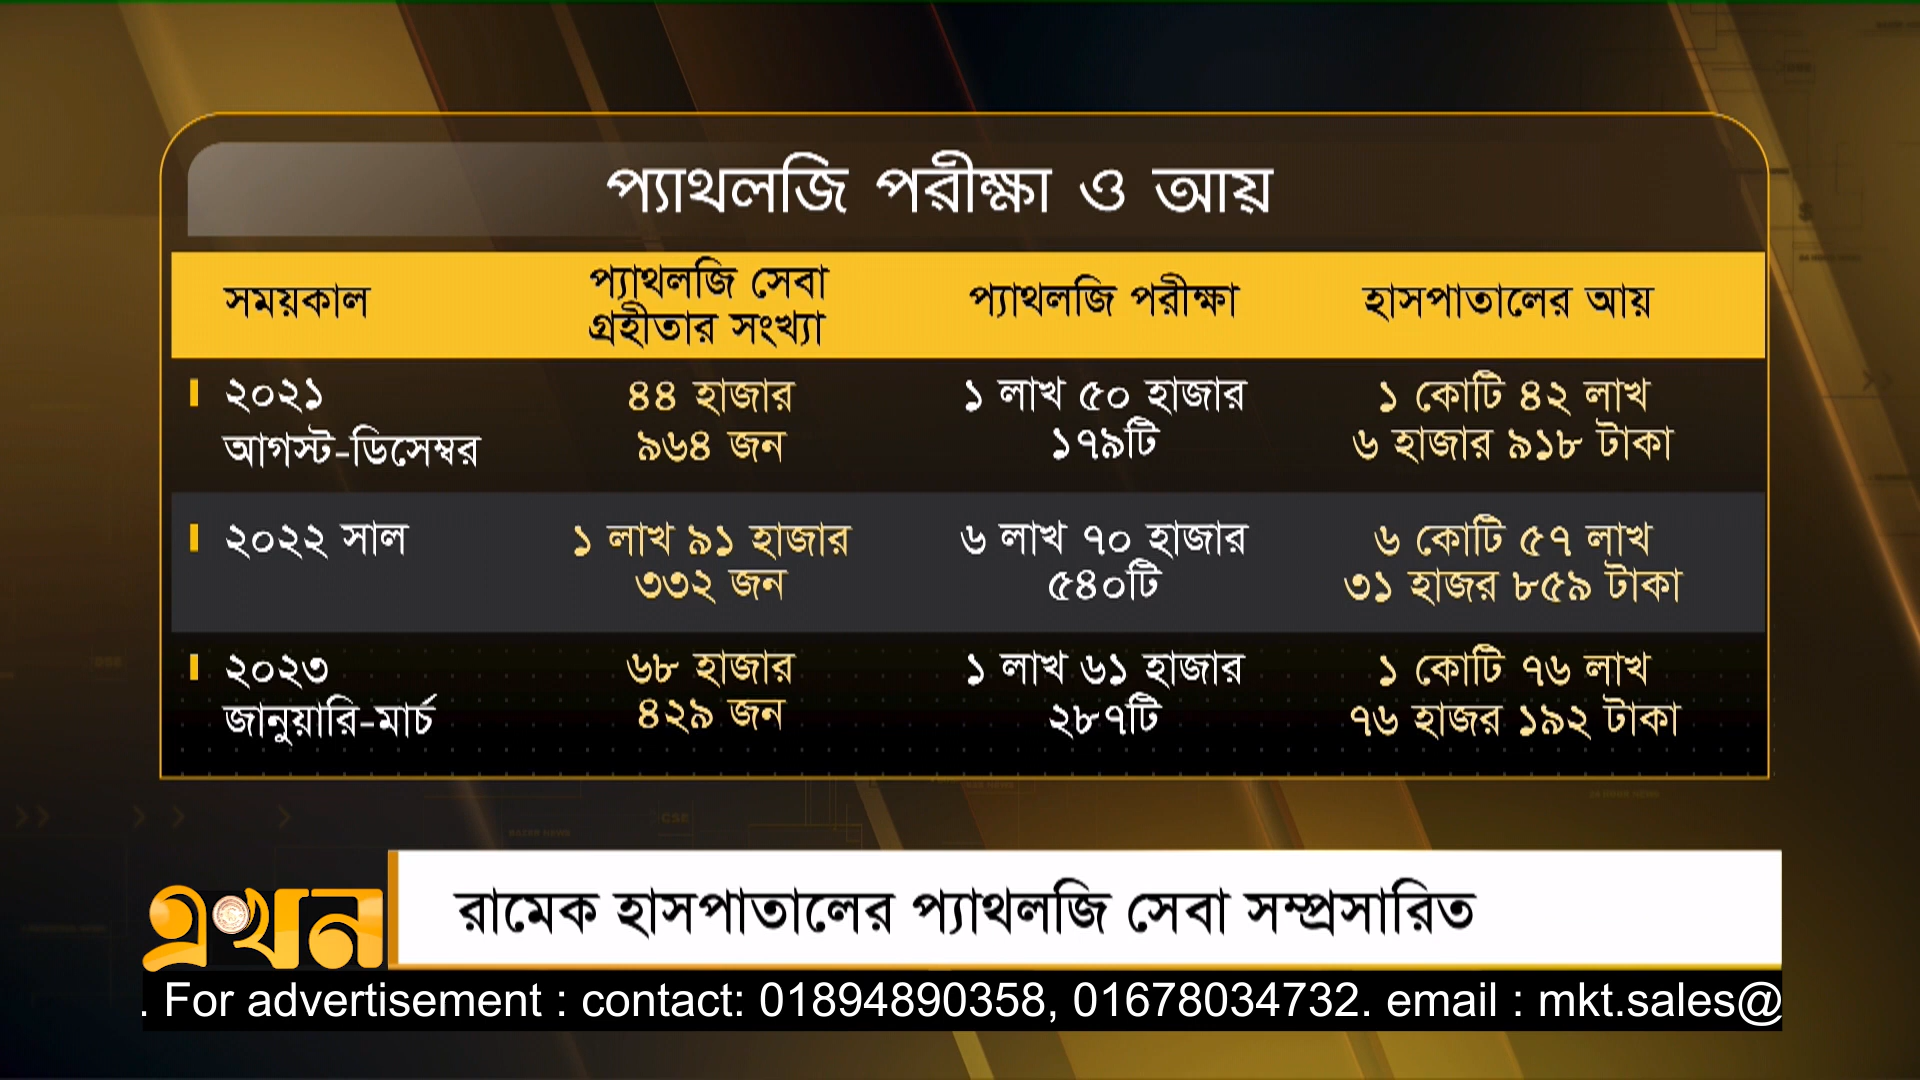 প্যাথলজি পরীক্ষা ও আয়
সময়কাল
প্যাথলজি সেবা
গ্রহীতার সংখ্যা
প্যাথলজি পরীক্ষা
হাসপাতালের আয়
২০২১
আগস্ট-ডিসেম্বর
৪৪ হাজার
৯৬৪ জন
১ লাখ ৫০ হাজার
১৭৯টি
১ কোটি ৪২ লাখ
৬ হাজার ৯১৮ টাকা
২০২২ সাল
১ লাখ ৯১ হাজার
৩৩২ জন
৬ লাখ ৭০ হাজার
৫৪০টি
৬ কোটি ৫৭ লাখ
৩১ হাজর ৮৫৯ টাকা
২০২৩
জানুয়ারি-মার্চ
৬৮ হাজার
৪২৯ জন
১ লাখ ৬১ হাজার
২৮৭টি
১ কোটি ৭৬ লাখ
৭৬ হাজর ১৯২ টাকা
এখন
রামেক হাসপাতালের প্যাথলজি সেবা সম্প্রসারিত
. For advertisement : contact: 01894890358, 01678034732. email : mkt.sales@